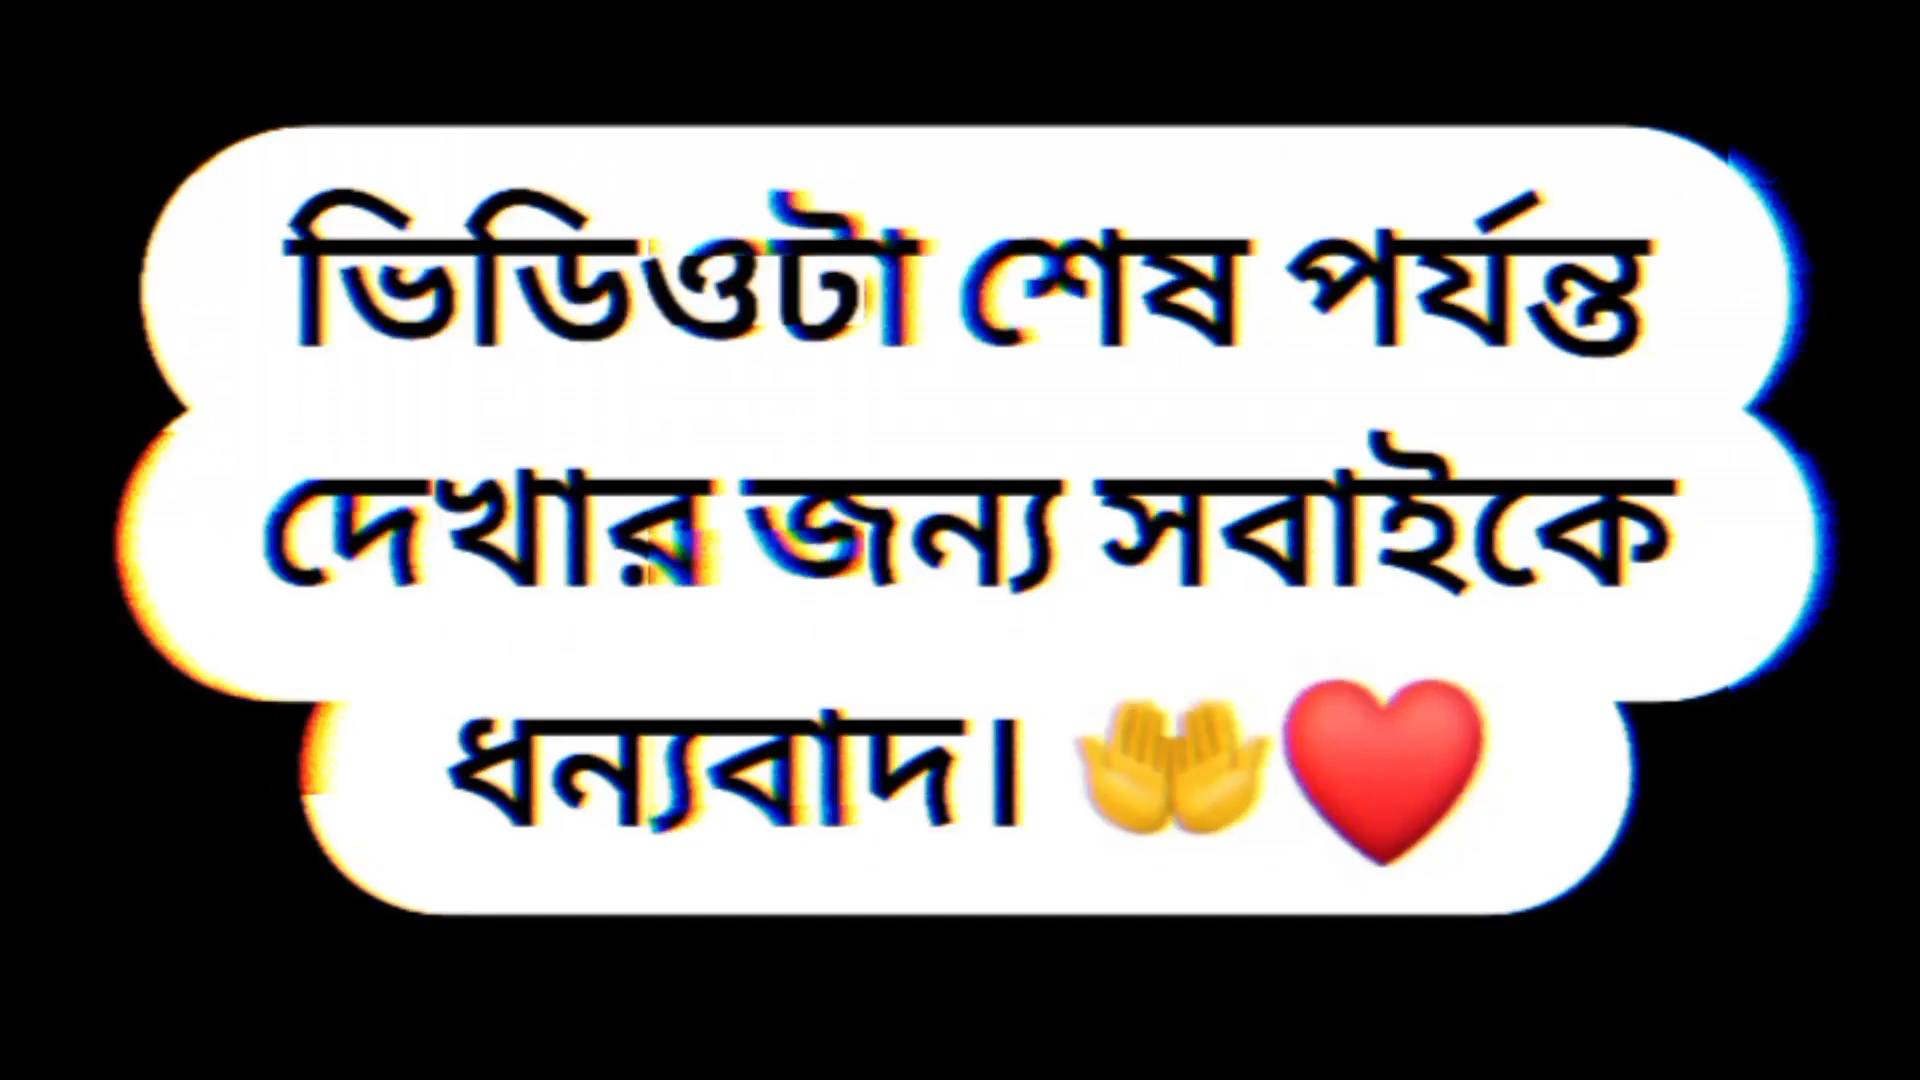 ভিডিওটা শেষ পর্যন্ত
দেখার জন্য সবাইকে
ধন্যবাদ। 🤲❤️